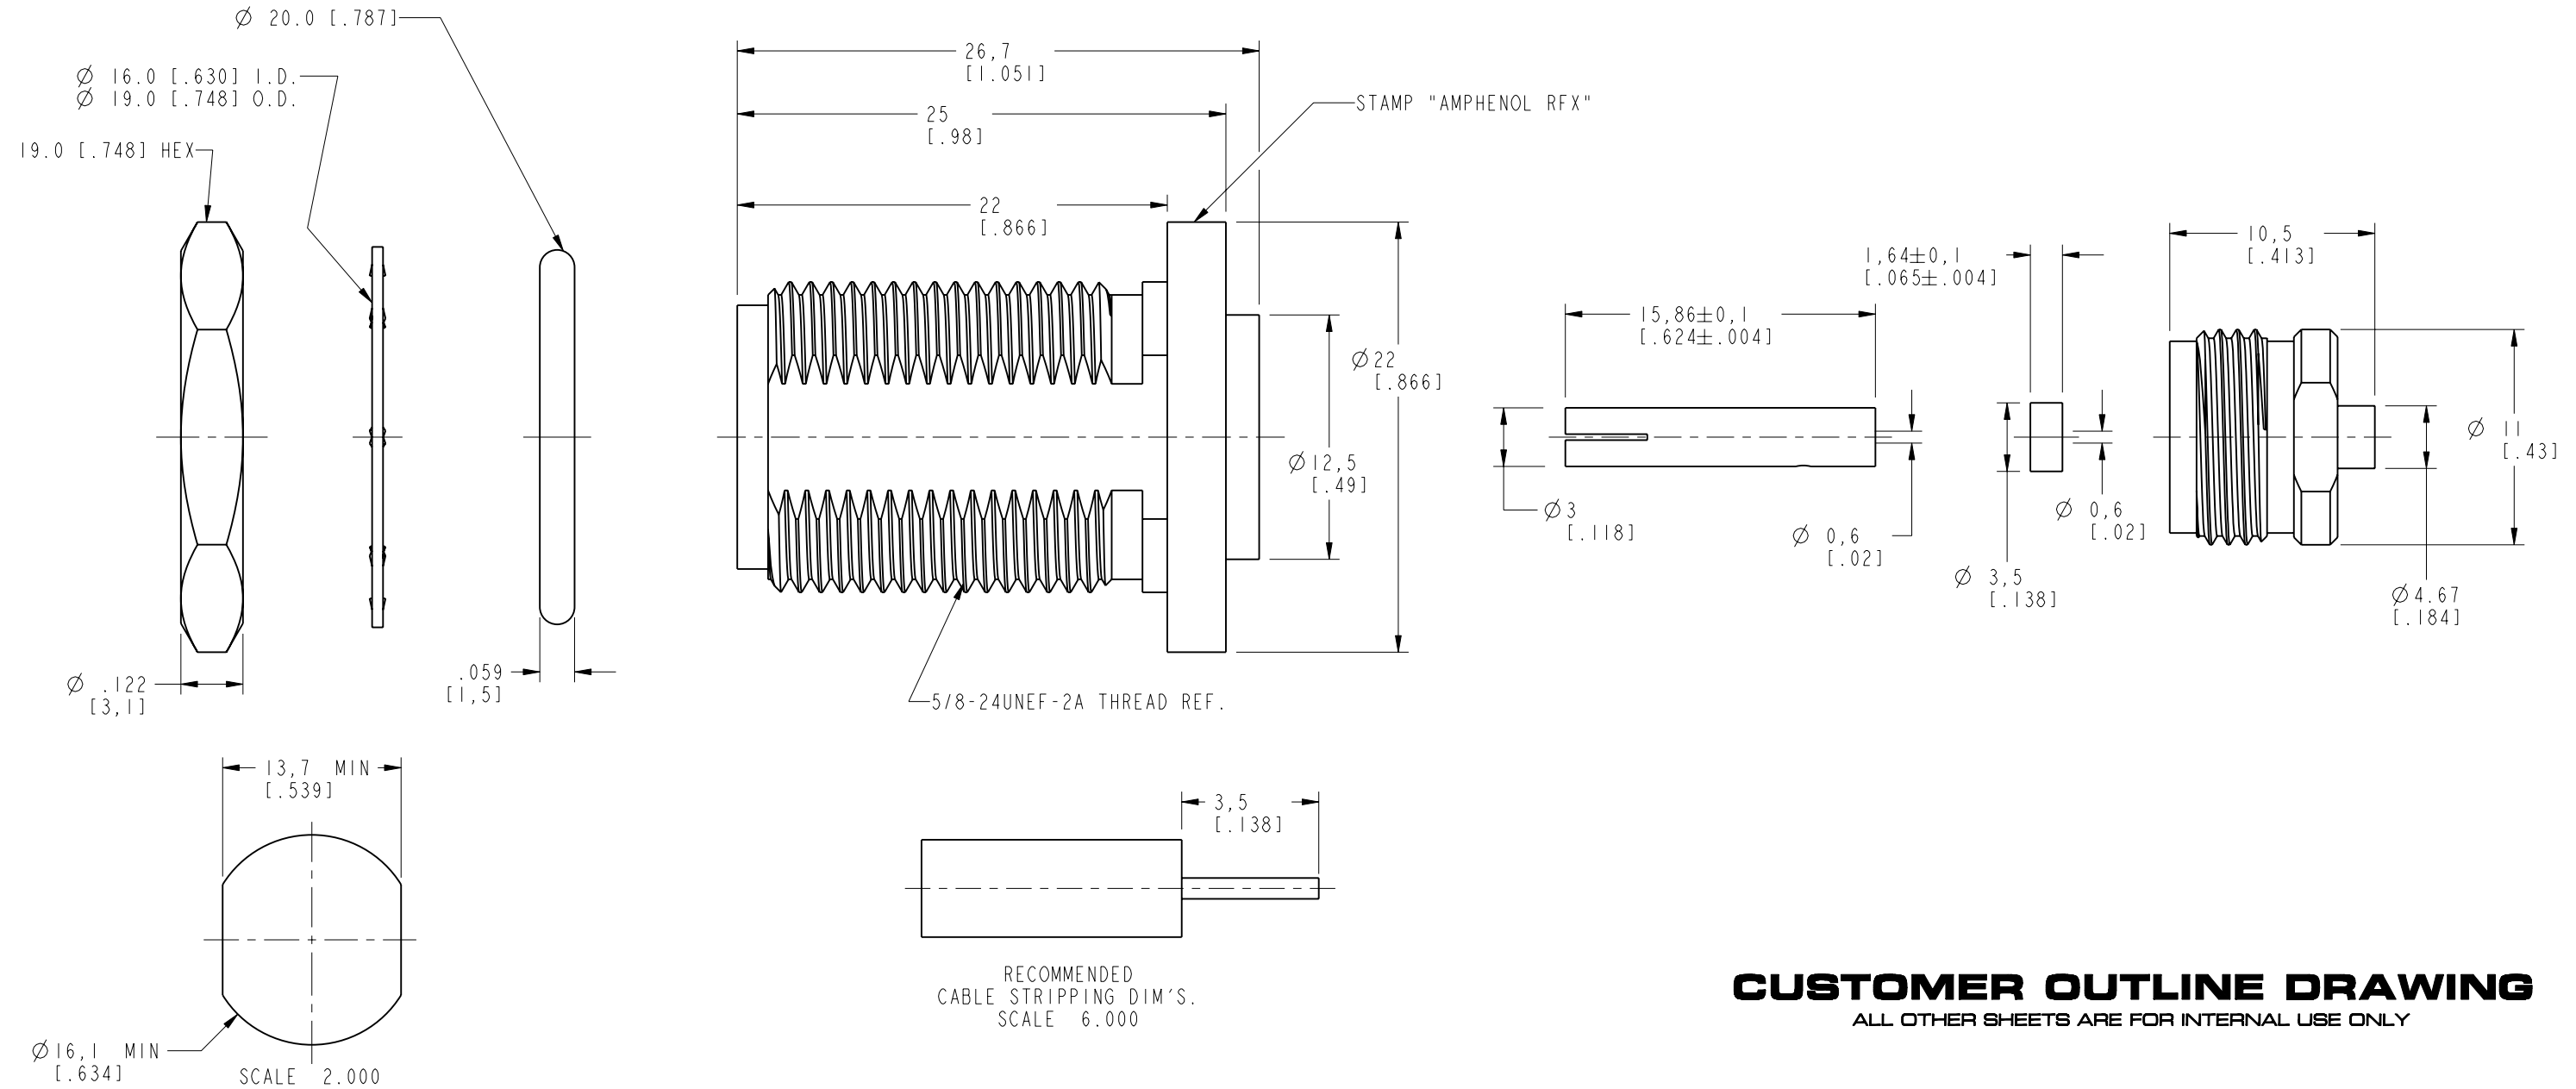 Ø 20.0 [.787]
Ø 16.0 [.630] I.D.
Ø 19.0 [.748] O.D.
19.0 [.748] HEX
26,7
[1.051]
25
[.98]
STAMP "AMPHENOL RFX"
22
[.866]
Ø22
[.866]
Ø12,5
[.49]
5/8-24UNEF-2A THREAD REF.
Ø .122
[3,1]
.059
[1,5]
15,86±0,1
[.624±.004]
Ø3
[.118]
Ø 0,6
[.02]
1,64±0,1
[.065±.004]
Ø 3,5
[.138]
Ø 0,6
[.02]
10,5
[.413]
Ø 11
[.43]
Ø4.67
[.184]
13,7 MIN
[.539]
Ø16,1 MIN
[.634]
SCALE 2.000
3,5
[.138]
RECOMMENDED
CABLE STRIPPING DIM'S.
SCALE 6.000
CUSTOMER OUTLINE DRAWING
ALL OTHER SHEETS ARE FOR INTERNAL USE ONLY